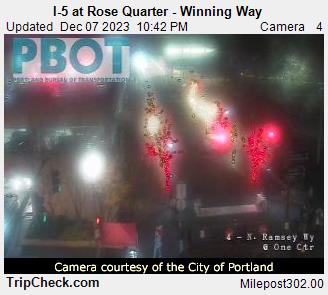 I-5 at Rose Quarter - Winning Way
Updated Dec 07 2023 10:42 PM Camera 4
PBOT
PORTLAND BUREAU OF TRANSPORTATION
4 - N. Ramsey Wy
@ One Ctr
Camera courtesy of the City of Portland
TripCheck.com Milepost302.00